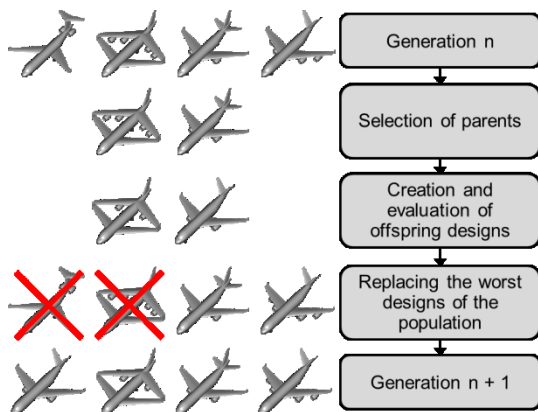 Generation n
Selection of parents
Creation and
evaluation of
offspring designs
Replacing the worst
designs of the
population
Generation n + 1